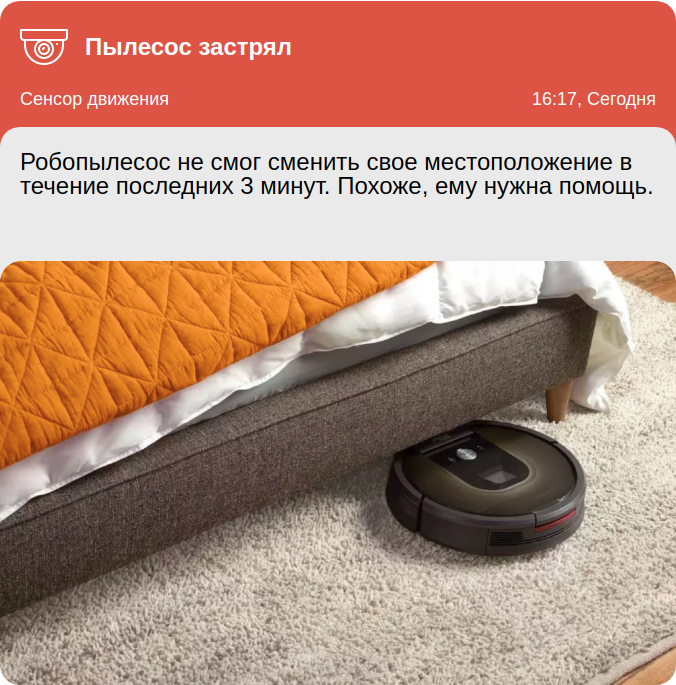 Пылесос застрял
Сенсор движения
16:17, Сегодня
Робопылесос не смог сменить свое местоположение в
течение последних 3 минут. Похоже, ему нужна помощь.